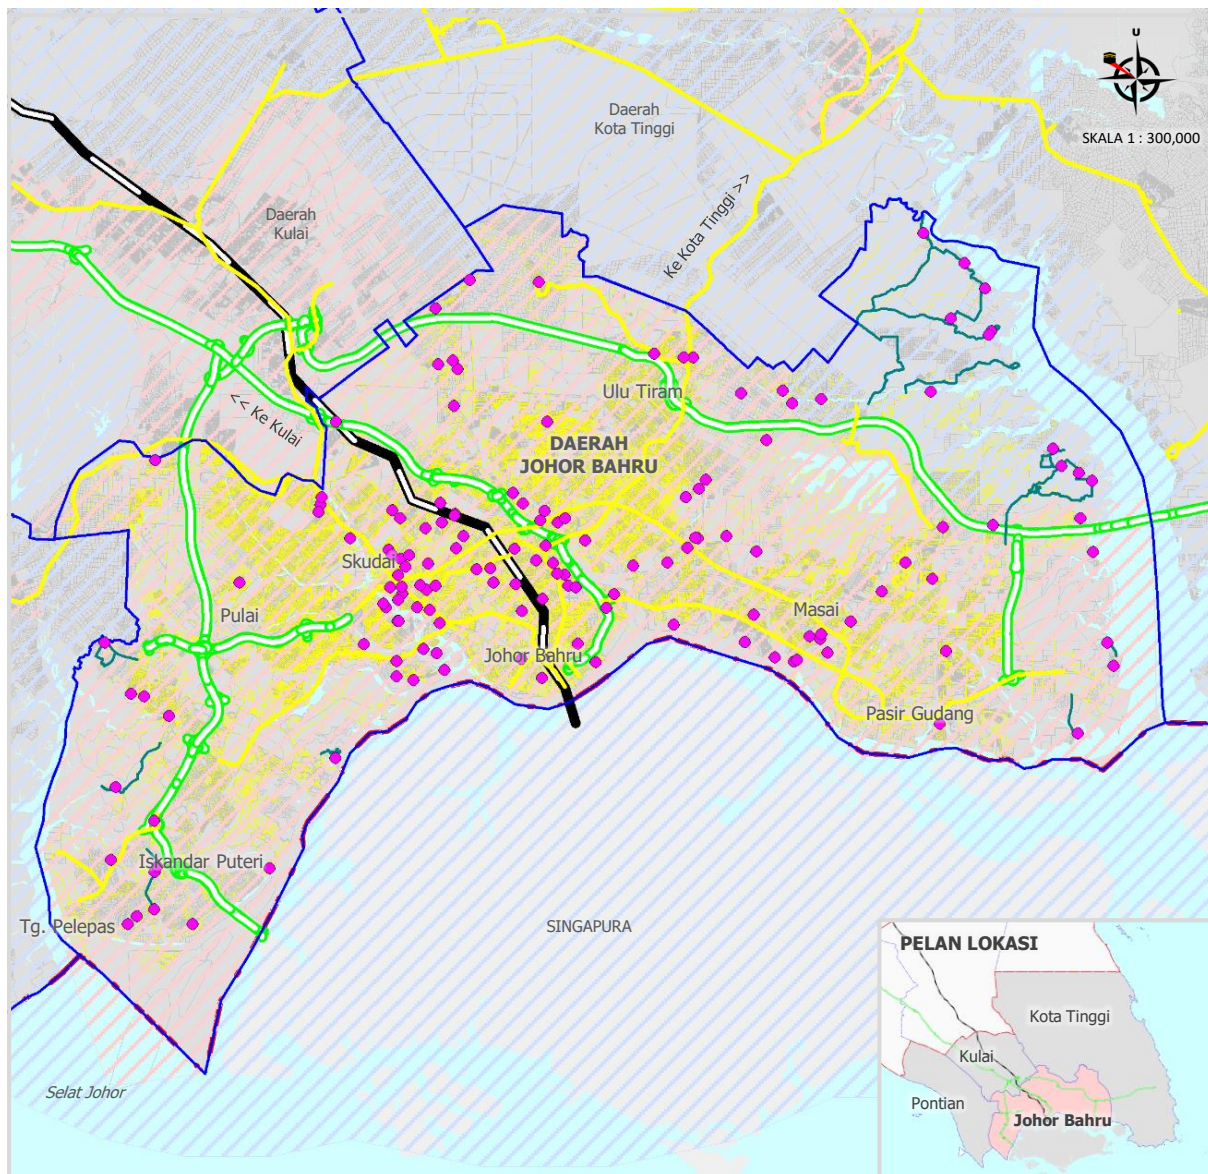 U
SKALA 1 : 300,000
Daerah
Kota Tinggi
Ke Kota Tinggi >>
Daerah
Kulai
<< Ke Kulai
Ulu Tiram
DAERAH
JOHOR BAHRU
Skudai
Pulai
Masai
Johor Bahru
Pasir Gudang
Iskandar Puteri
Tg. Pelepas
SINGAPURA
Selat Johor
PELAN LOKASI
Kota Tinggi
Kulai
Pontian
Johor Bahru